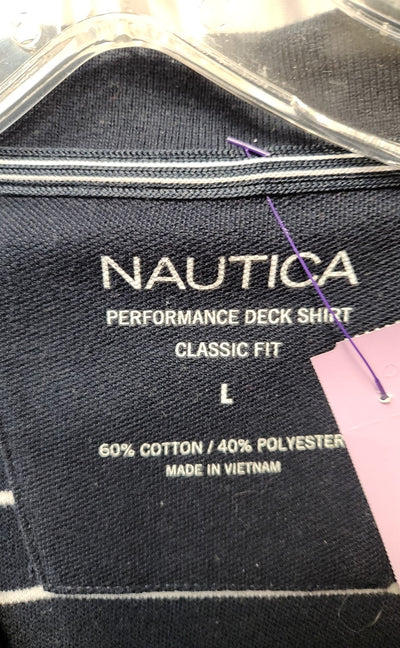 NAUTICA
PERFORMANCE DECK SHIRT
CLASSIC FIT
L
60% COTTON / 40% POLYESTER
MADE IN VIETNAM